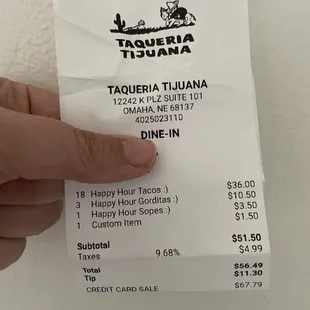 TAQUERIA
TIJUANA
TAQUERIA TIJUANA
12242 K PLZ SUITE 101
OMAHA, NE 68137
4025023110
DINE-IN
18 Happy Hour Tacos :) $36.00
3 Happy Hour Gorditas :) $10.50
1 Happy Hour Sopes :) $3.50
1 Custom Item $1.50
Subtotal $51.50
Taxes 9.68% $4.99
Total $56.49
Tip $11.30
CREDIT CARD SALE $67.79